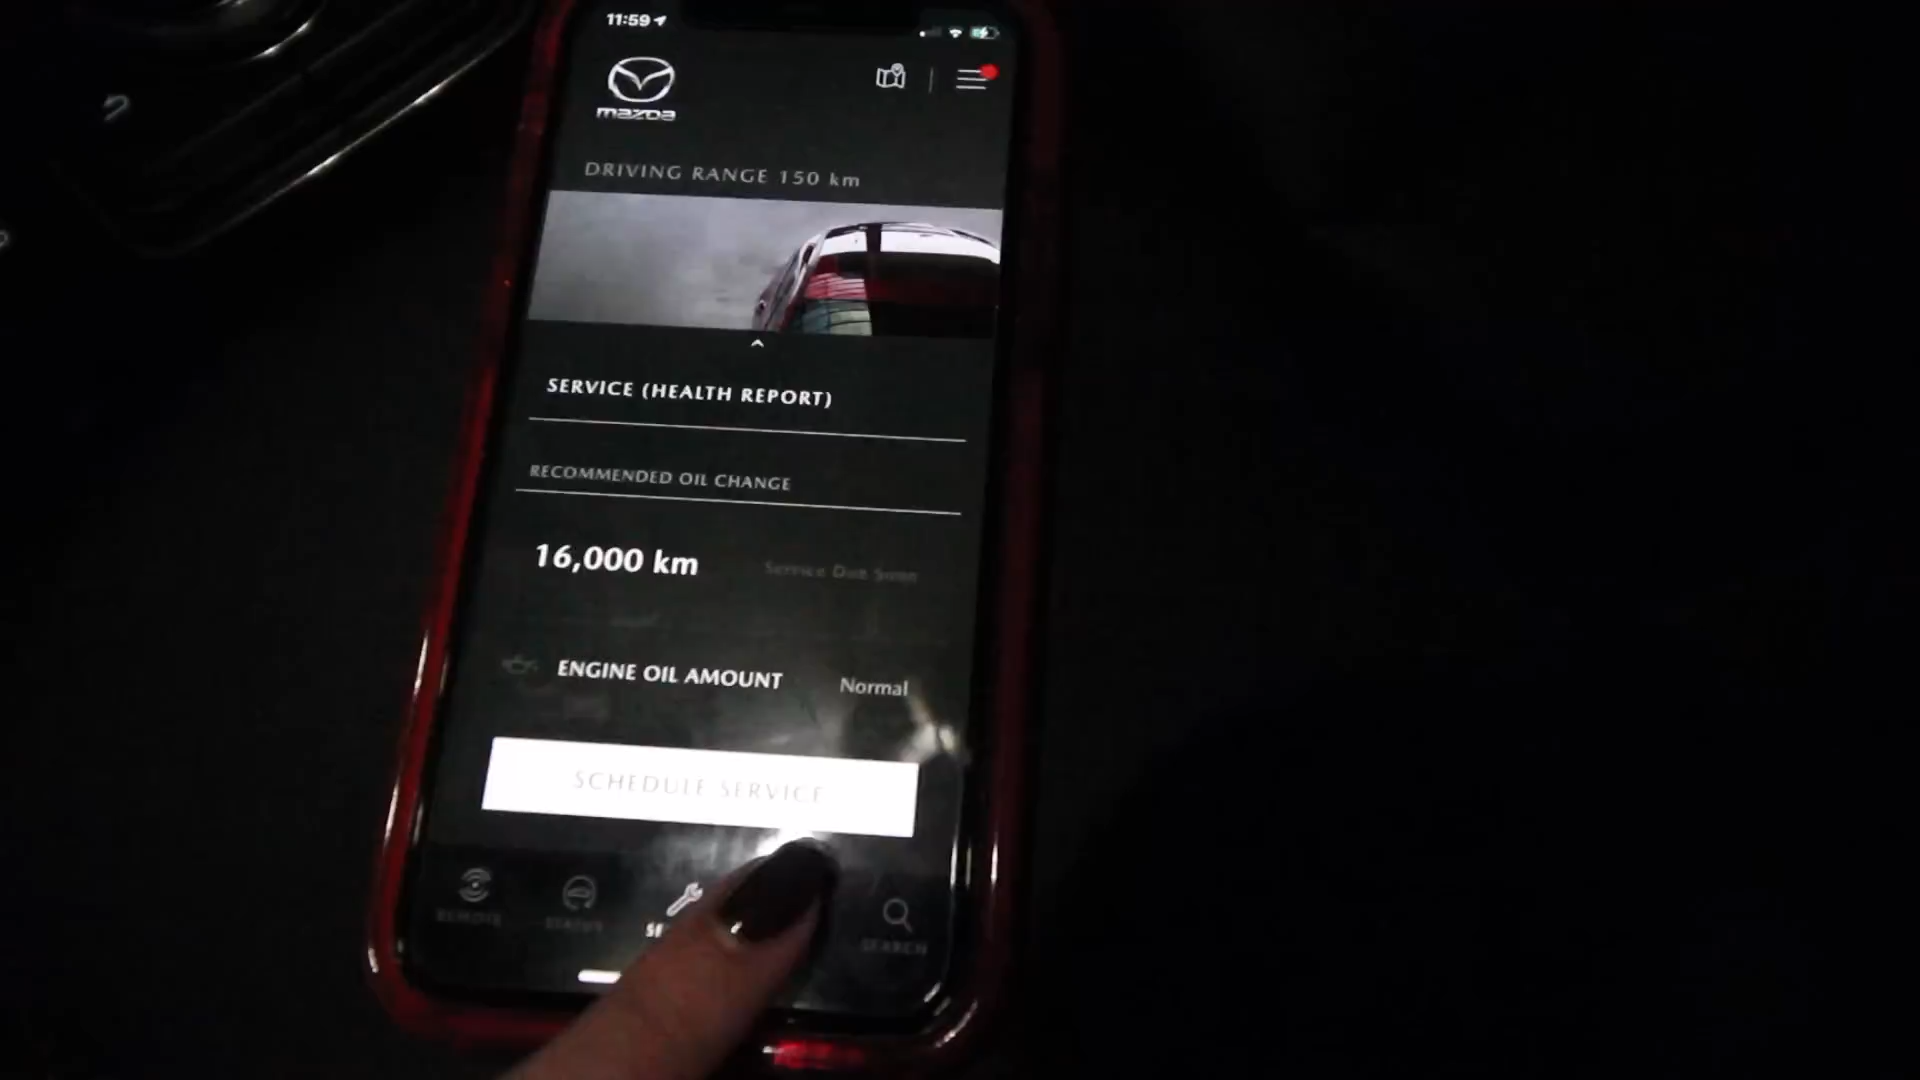 11:59
mazda
DRIVING RANGE 150 km
SERVICE (HEALTH REPORT)
RECOMMENDED OIL CHANGE
16,000 km Service Due Soon
ENGINE OIL AMOUNT Normal
SCHEDULE SERVICE
REMOTE STATUS SE SEARCH